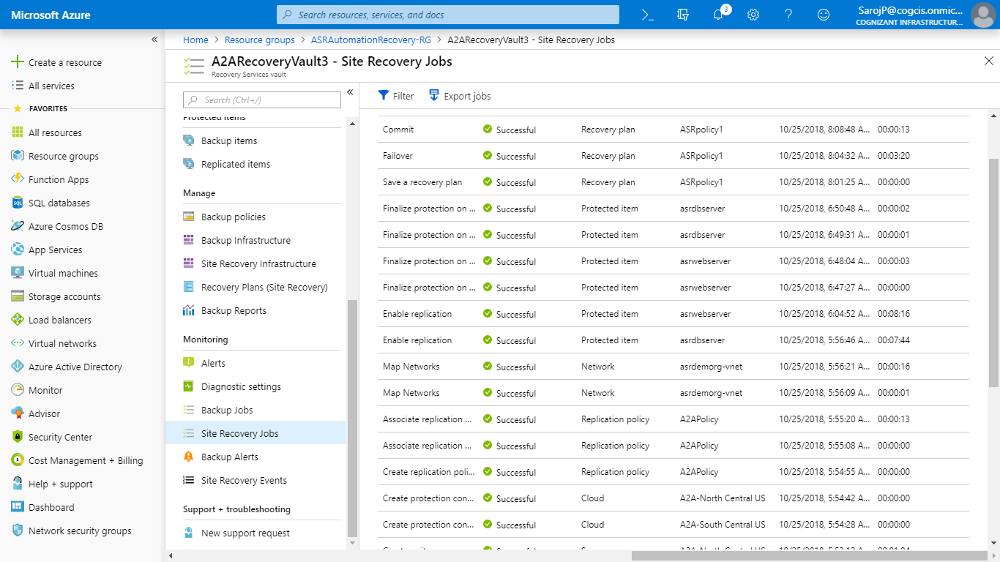 Microsoft Azure
Search resources, services, and docs
3
SarojP@cogcis.onmic...
COGNIZANT INFRASTRUCTUR...
Home > Resource groups > ASRAutomationRecovery-RG > A2ARecoveryVault3 - Site Recovery Jobs
Create a resource
All services
FAVORITES
All resources
Resource groups
Function Apps
SQL databases
Azure Cosmos DB
App Services
Virtual machines
Storage accounts
Load balancers
Virtual networks
Azure Active Directory
Monitor
Advisor
Security Center
Cost Management + Billing
Help + support
Dashboard
Network security groups
A2ARecoveryVault3 - Site Recovery Jobs
Recovery Services vault
Search (Ctrl+/)
Protected items
Backup items
Replicated items
Manage
Backup policies
Backup Infrastructure
Site Recovery Infrastructure
Recovery Plans (Site Recovery)
Backup Reports
Monitoring
Alerts
Diagnostic settings
Backup Jobs
Site Recovery Jobs
Backup Alerts
Site Recovery Events
Support + troubleshooting
New support request
Filter Export jobs
Commit Successful Recovery plan ASRpolicy1 10/25/2018, 8:08:48 A... 00:00:13
Failover Successful Recovery plan ASRpolicy1 10/25/2018, 8:04:32 A... 00:03:20
Save a recovery plan Successful Recovery plan ASRpolicy1 10/25/2018, 8:01:25 A... 00:00:00
Finalize protection on ... Successful Protected item asrdbserver 10/25/2018, 6:50:48 A... 00:00:02
Finalize protection on ... Successful Protected item asrdbserver 10/25/2018, 6:49:31 A... 00:00:01
Finalize protection on ... Successful Protected item asrwebserver 10/25/2018, 6:48:04 A... 00:00:03
Finalize protection on ... Successful Protected item asrwebserver 10/25/2018, 6:47:27 A... 00:00:00
Enable replication Successful Protected item asrwebserver 10/25/2018, 6:04:52 A... 00:08:16
Enable replication Successful Protected item asrdbserver 10/25/2018, 5:56:46 A... 00:07:44
Map Networks Successful Network asrdemorg-vnet 10/25/2018, 5:56:21 A... 00:00:16
Map Networks Successful Network asrdemorg-vnet 10/25/2018, 5:56:09 A... 00:00:01
Associate replication ... Successful Replication policy A2APolicy 10/25/2018, 5:55:20 A... 00:00:13
Associate replication ... Successful Replication policy A2APolicy 10/25/2018, 5:55:08 A... 00:00:00
Create replication poli... Successful Replication policy A2APolicy 10/25/2018, 5:54:55 A... 00:00:00
Create protection con... Successful Cloud A2A-North Central US 10/25/2018, 5:54:42 A... 00:00:00
Create protection con... Successful Cloud A2A-South Central US 10/25/2018, 5:54:28 A... 00:00:00